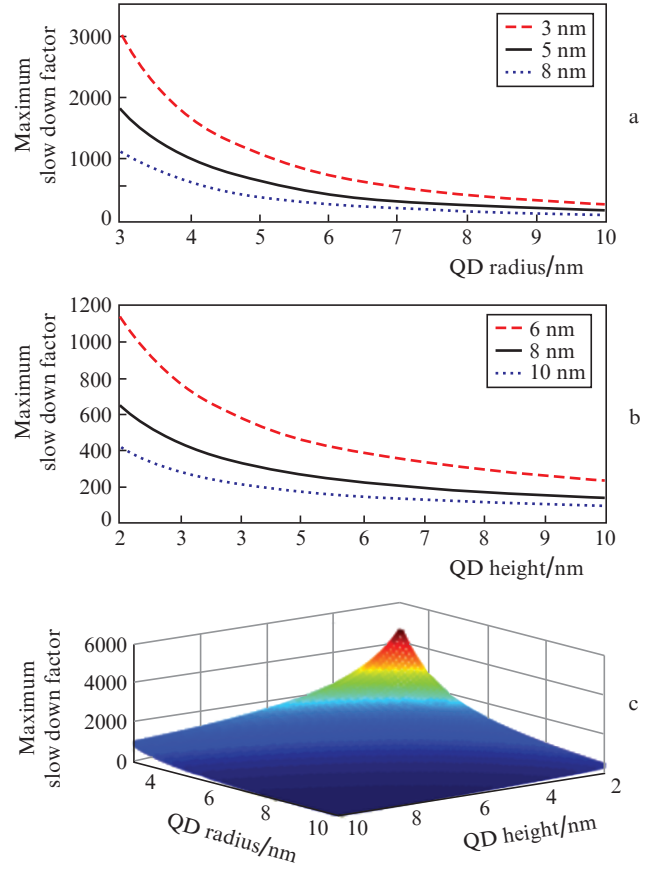 Maximum
slow down factor
3000
2000
1000
0
3 nm
5 nm
8 nm
a
3 4 5 6 7 8 9 10
QD radius/nm
Maximum
slow down factor
1200
1000
800
600
400
200
0
6 nm
8 nm
10 nm
b
2 3 3 5 6 7 8 9 10
QD height/nm
Maximum
slow down factor
6000
4000
2000
0
c
4 6 8 10
QD radius/nm
10 8 6 4 2
QD height/nm